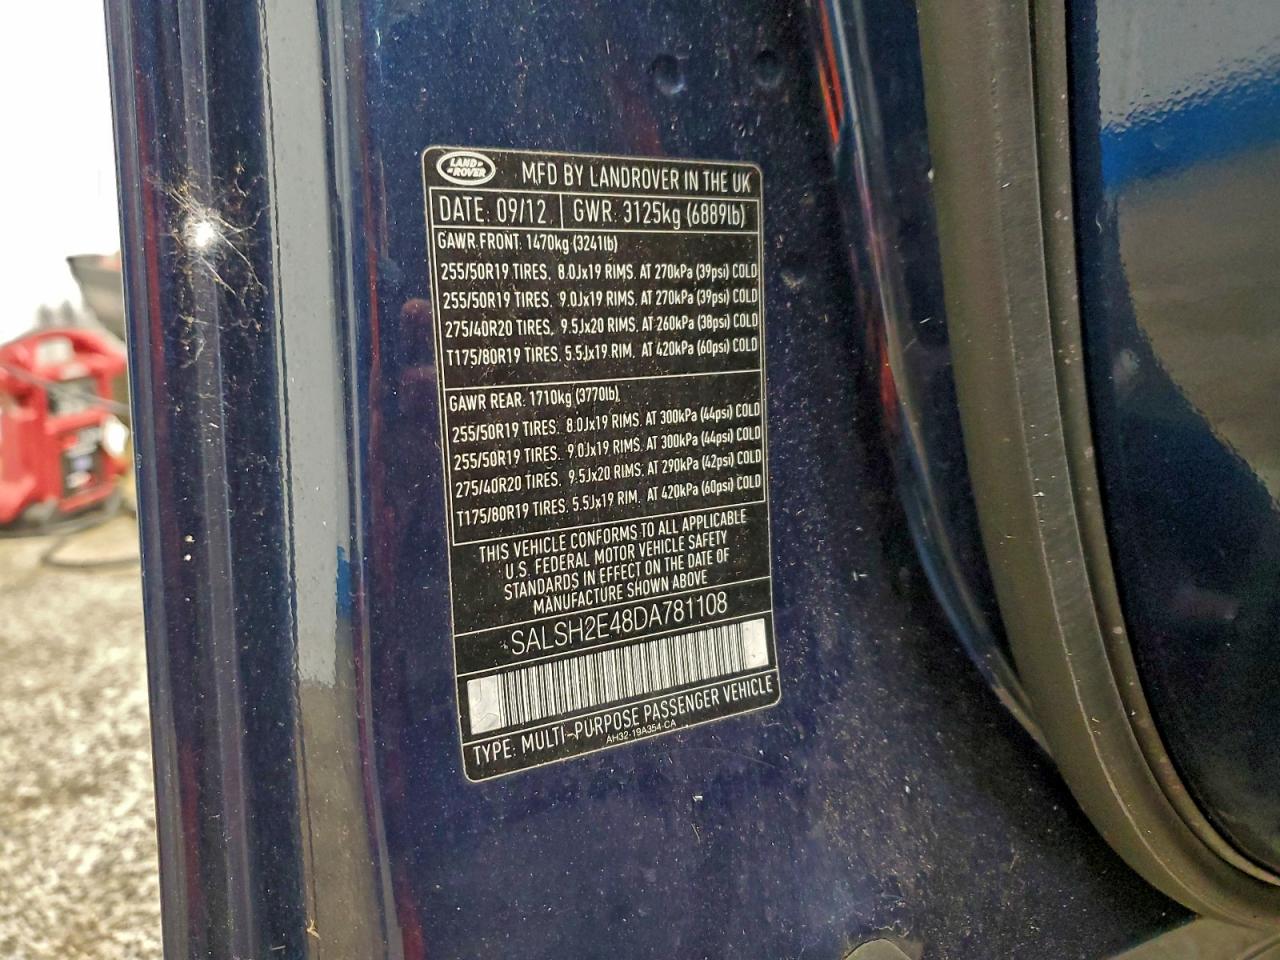 LAND ROVER
MFD BY LANDROVER IN THE UK
DATE: 09/12 GWR: 3125kg (6889lb)
GAWR FRONT: 1470kg (3241lb)
255/50R19 TIRES, 8.0Jx19 RIMS, AT 270kPa (39psi) COLD
255/50R19 TIRES, 9.0Jx19 RIMS, AT 270kPa (39psi) COLD
275/40R20 TIRES, 9.5Jx20 RIMS, AT 260kPa (38psi) COLD
T175/80R19 TIRES, 5.5Jx19 RIM, AT 420kPa (60psi) COLD
GAWR REAR: 1710kg (3770lb)
255/50R19 TIRES, 8.0Jx19 RIMS, AT 300kPa (44psi) COLD
255/50R19 TIRES, 9.0Jx19 RIMS, AT 300kPa (44psi) COLD
275/40R20 TIRES, 9.5Jx20 RIMS, AT 290kPa (42psi) COLD
T175/80R19 TIRES, 5.5Jx19 RIM, AT 420kPa (60psi) COLD
THIS VEHICLE CONFORMS TO ALL APPLICABLE
U.S. FEDERAL MOTOR VEHICLE SAFETY
STANDARDS IN EFFECT ON THE DATE OF
MANUFACTURE SHOWN ABOVE
SALSH2E48DA781108
TYPE: MULTI-PURPOSE PASSENGER VEHICLE
AH32-19A354-CA